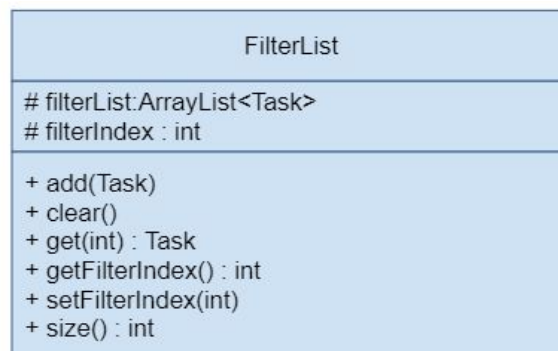 FilterList
# filterList:ArrayList<Task>
# filterIndex : int
+ add(Task)
+ clear()
+ get(int) : Task
+ getFilterIndex() : int
+ setFilterIndex(int)
+ size() : int